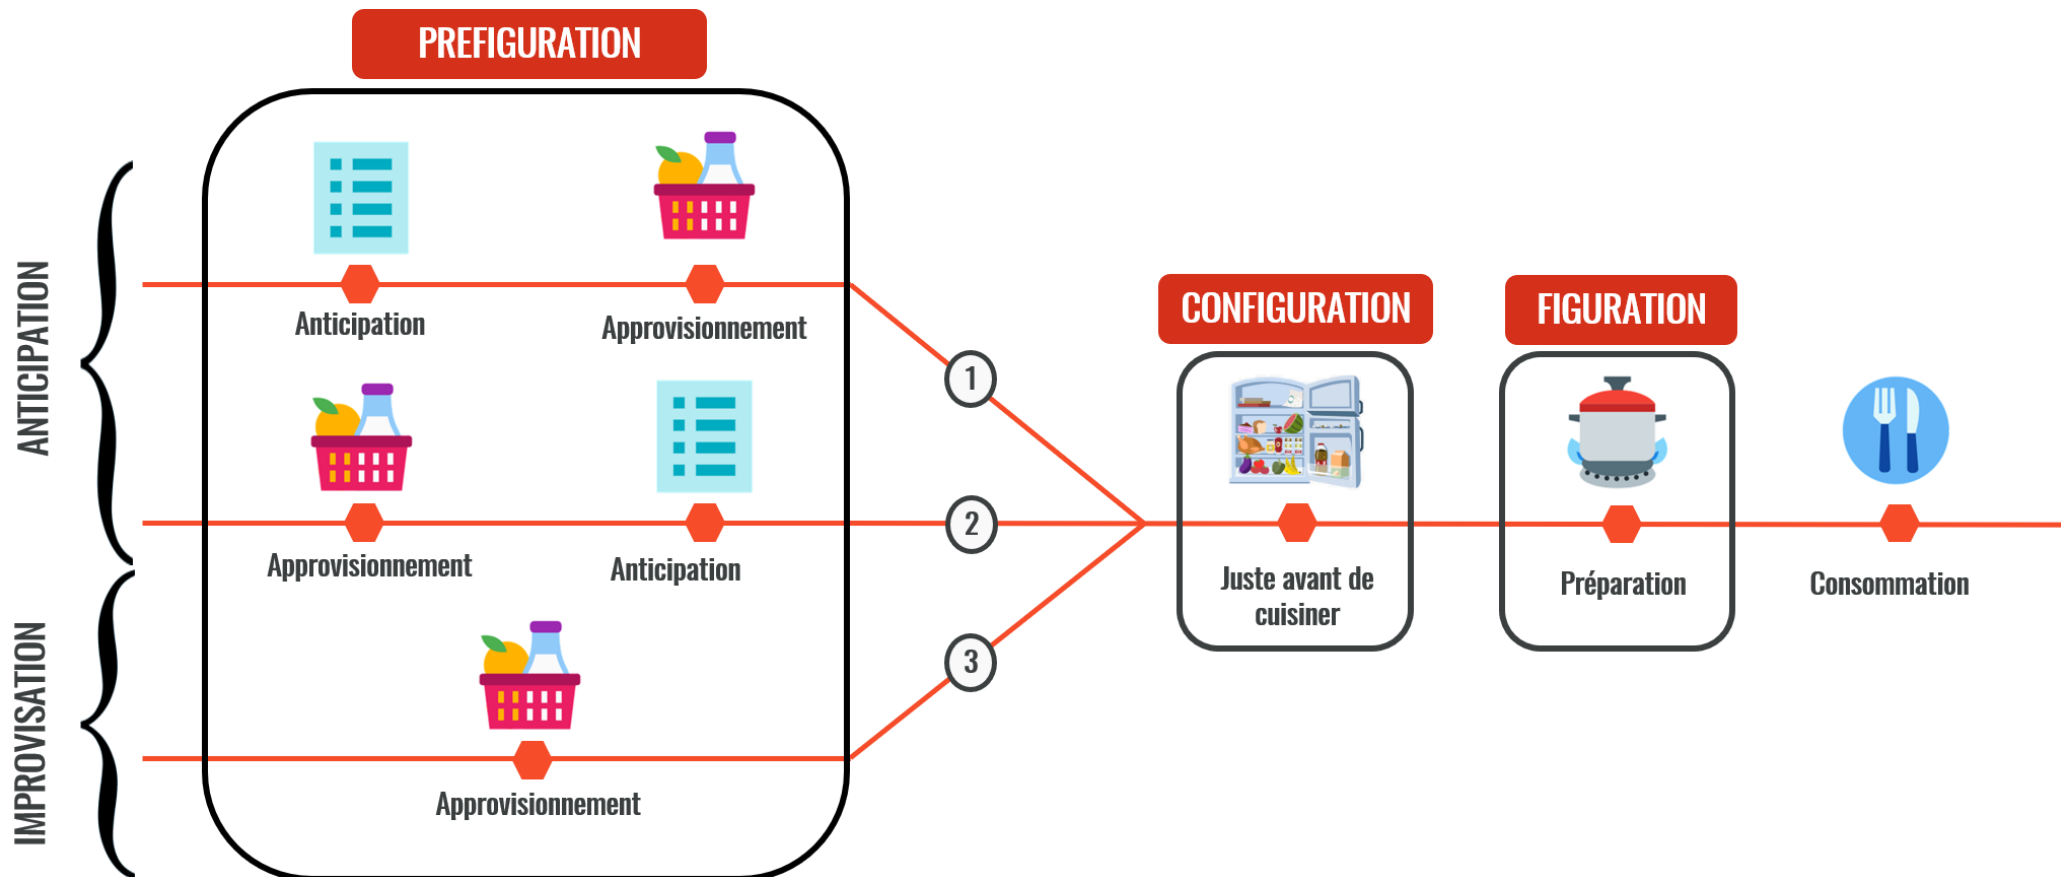 PREFIGURATION
ANTICIPATION
Anticipation
Approvisionnement
1
Approvisionnement
Anticipation
2
IMPROVISATION
Approvisionnement
3
CONFIGURATION
Juste avant de
cuisiner
FIGURATION
Préparation
Consommation